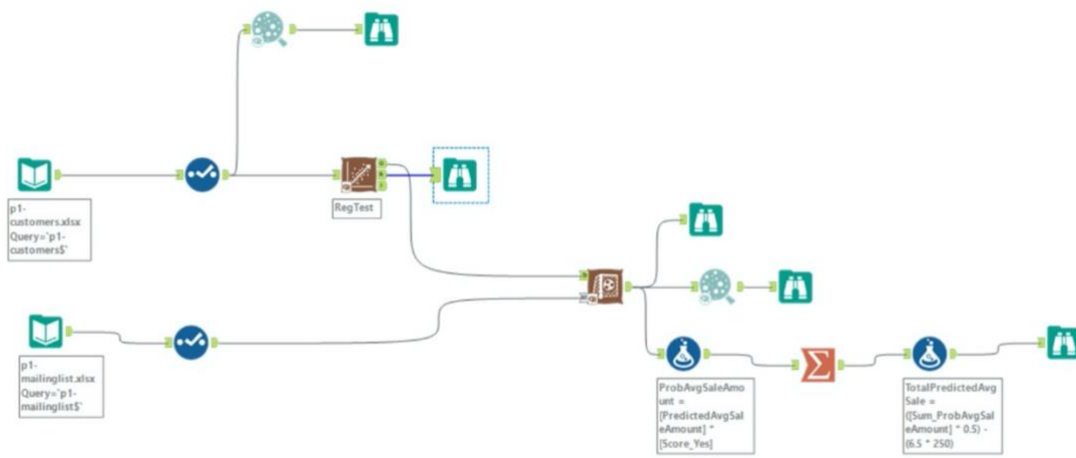 p1-
customers.xlsx
Query=`p1-
customers$`
RegTest
p1-
mailinglist.xlsx
Query=`p1-
mailinglist$`
ProbAvgSaleAmo
unt =
[PredictedAvgSal
eAmount] *
[Score_Yes]
TotalPredictedAvg
Sale =
([Sum_ProbAvgSal
eAmount] * 0.5) -
(6.5 * 250)